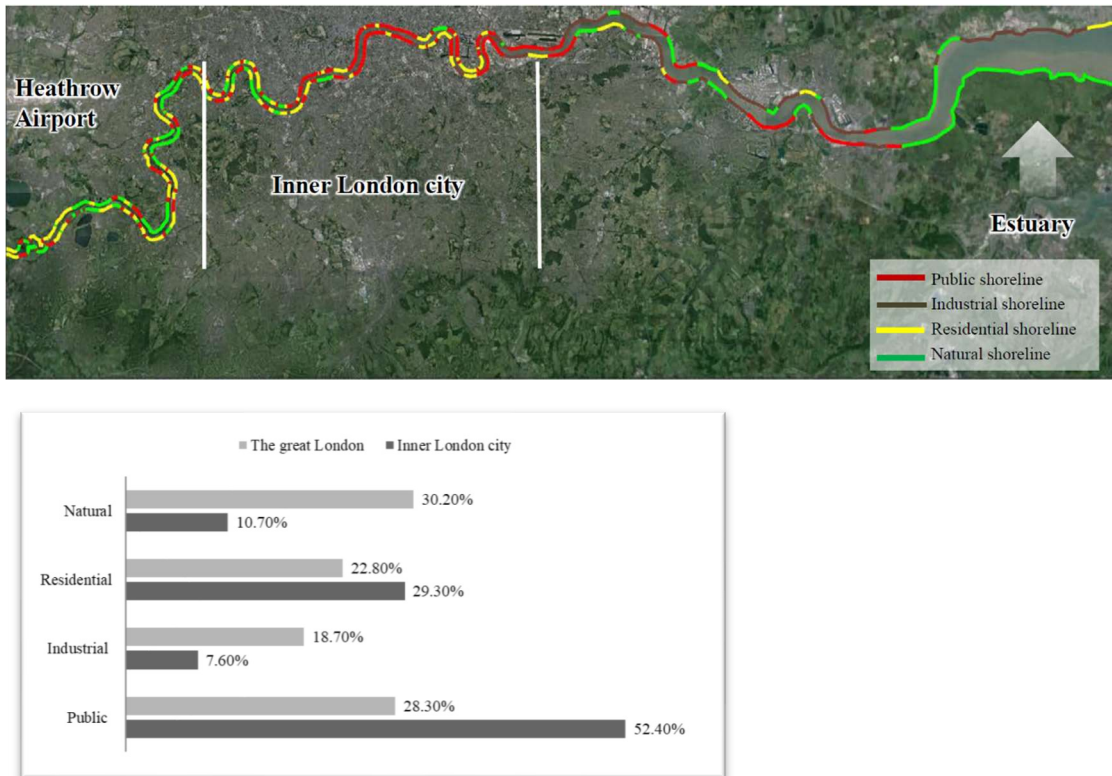 Heathrow
Airport
Inner London city
Estuary
Public shoreline
Industrial shoreline
Residential shoreline
Natural shoreline
The great London Inner London city
Natural
30.20%
10.70%
Residential
22.80%
29.30%
Industrial
18.70%
7.60%
Public
28.30%
52.40%